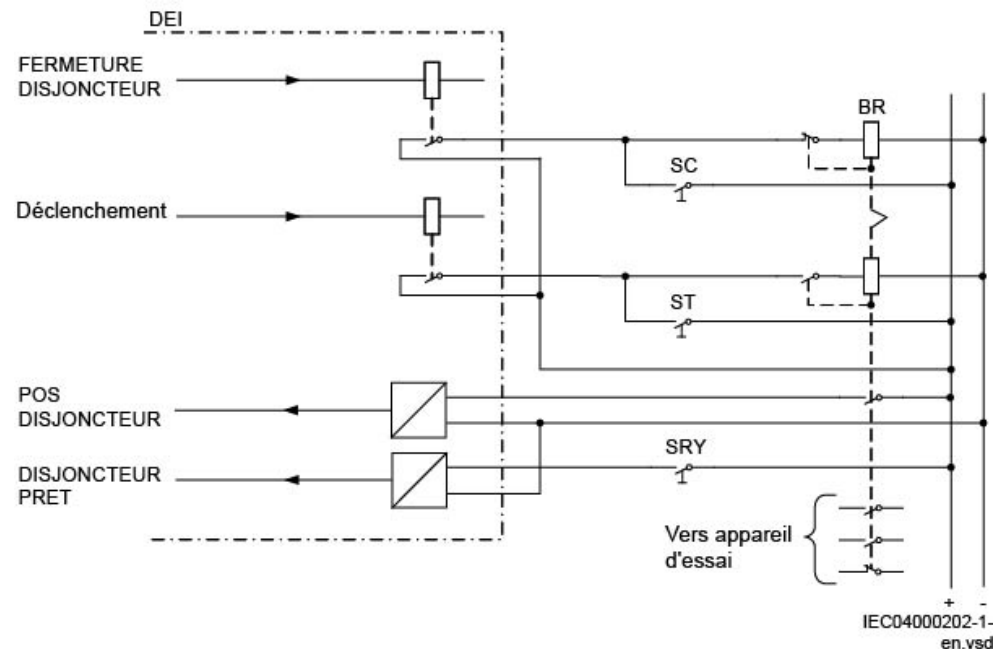 DEI
FERMETURE
DISJONCTEUR
BR
SC
Déclenchement
ST
POS
DISJONCTEUR
SRY
DISJONCTEUR
PRET
Vers appareil
d'essai
+ -
IEC04000202-1-
en.vsd